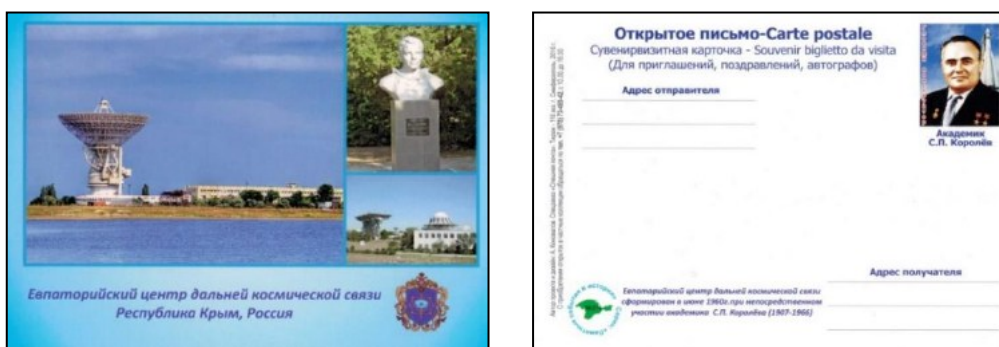 Евпаторийский центр дальней космической связи
Республика Крым, Россия
Открытое письмо-Carte postale
Сувенирвизитная карточка - Souvenir biglietto da visita
(Для приглашений, поздравлений, автографов)
Адрес отправителя
Академик
С.П. Королёв
Адрес получателя
Евпаторийский центр дальней космической связи
сформирован в июне 1960г.при непосредственном
участии академика С.П. Королёва (1907-1966)